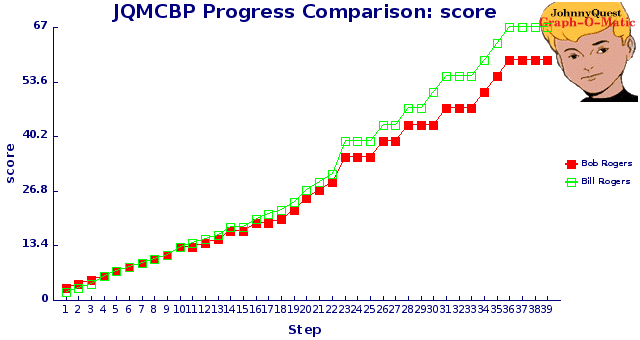 JQMCBP Progress Comparison: score
JohnnyQuest
Graph-O-Matic
67
53.6
40.2
26.8
13.4
0
score
Bob Rogers
Bill Rogers
1 2 3 4 5 6 7 8 9 10 11 12 13 14 15 16 17 18 19 20 21 22 23 24 25 26 27 28 29 30 31 32 33 34 35 36 37 38 39
Step